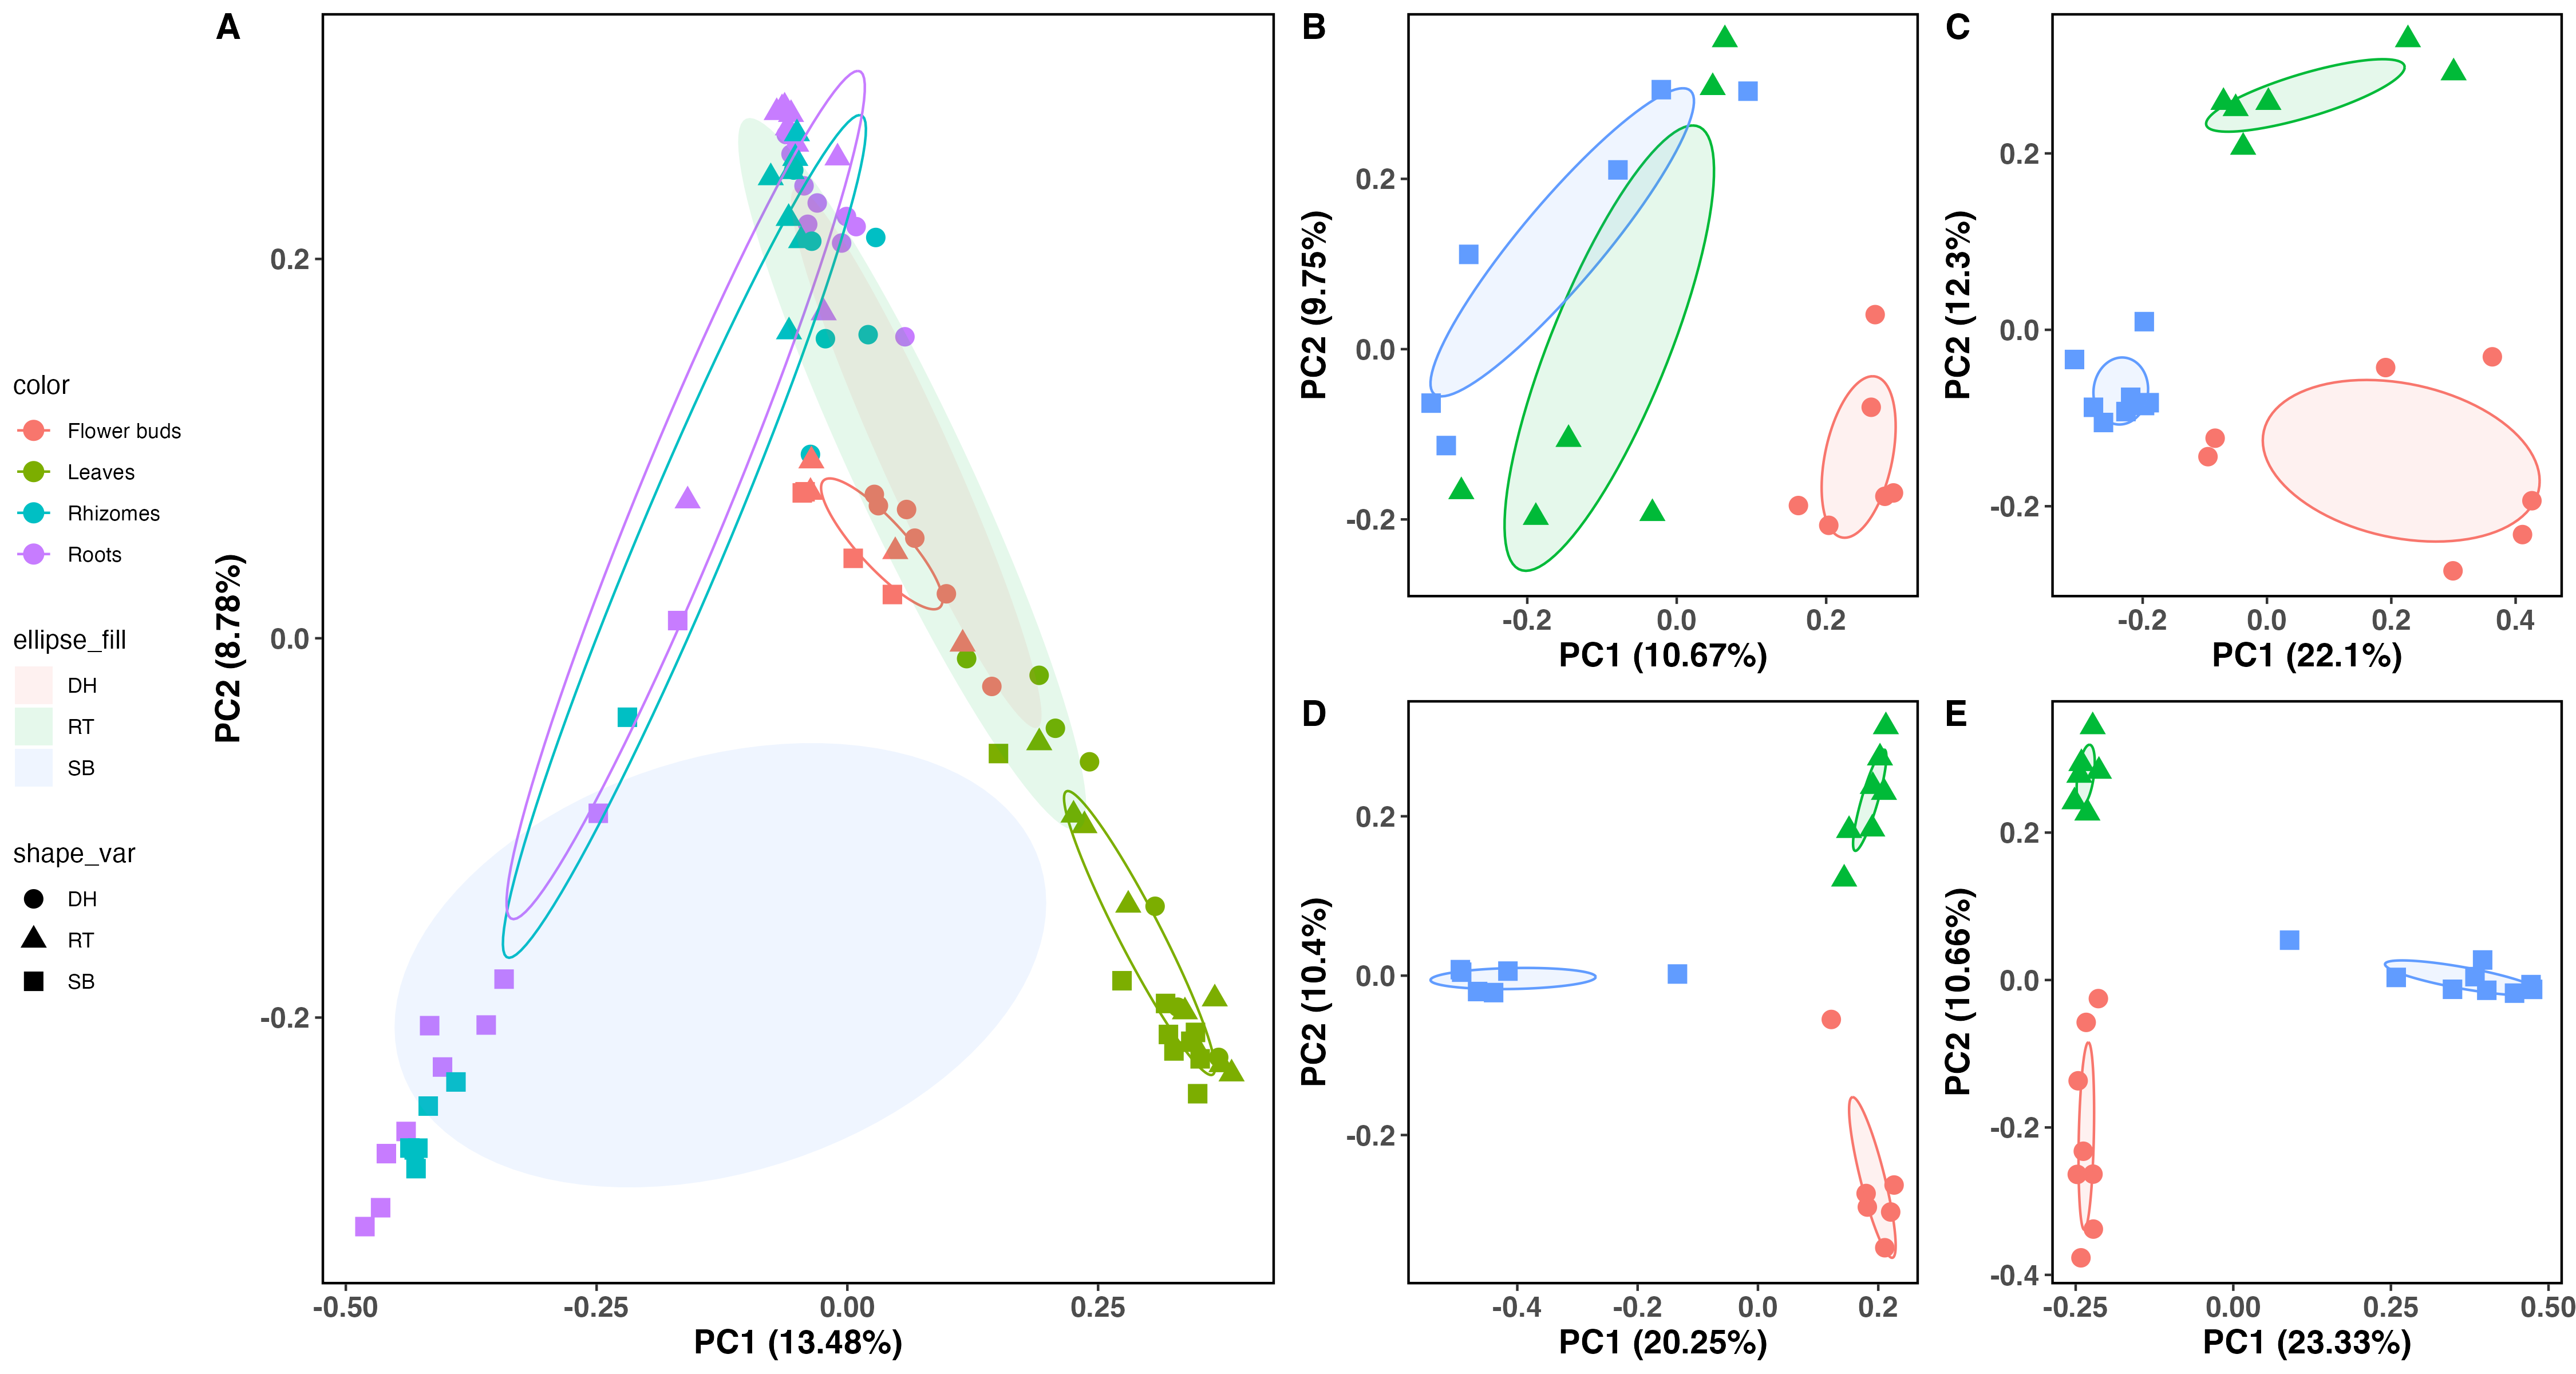 A
0.2
0.0
-0.2
PC2 (8.78%)
-0.50
-0.25
0.00
0.25
PC1 (13.48%)
color
Flower buds
Leaves
Rhizomes
Roots
ellipse_fill
DH
RT
SB
shape_var
DH
RT
SB
B
0.2
0.0
-0.2
PC2 (9.75%)
-0.2
0.0
0.2
PC1 (10.67%)
C
0.2
0.0
-0.2
PC2 (12.3%)
-0.2
0.0
0.2
0.4
PC1 (22.1%)
D
0.2
0.0
-0.2
PC2 (10.4%)
-0.4
-0.2
0.0
0.2
PC1 (20.25%)
E
0.2
0.0
-0.2
-0.4
PC2 (10.66%)
-0.25
0.00
0.25
0.50
PC1 (23.33%)